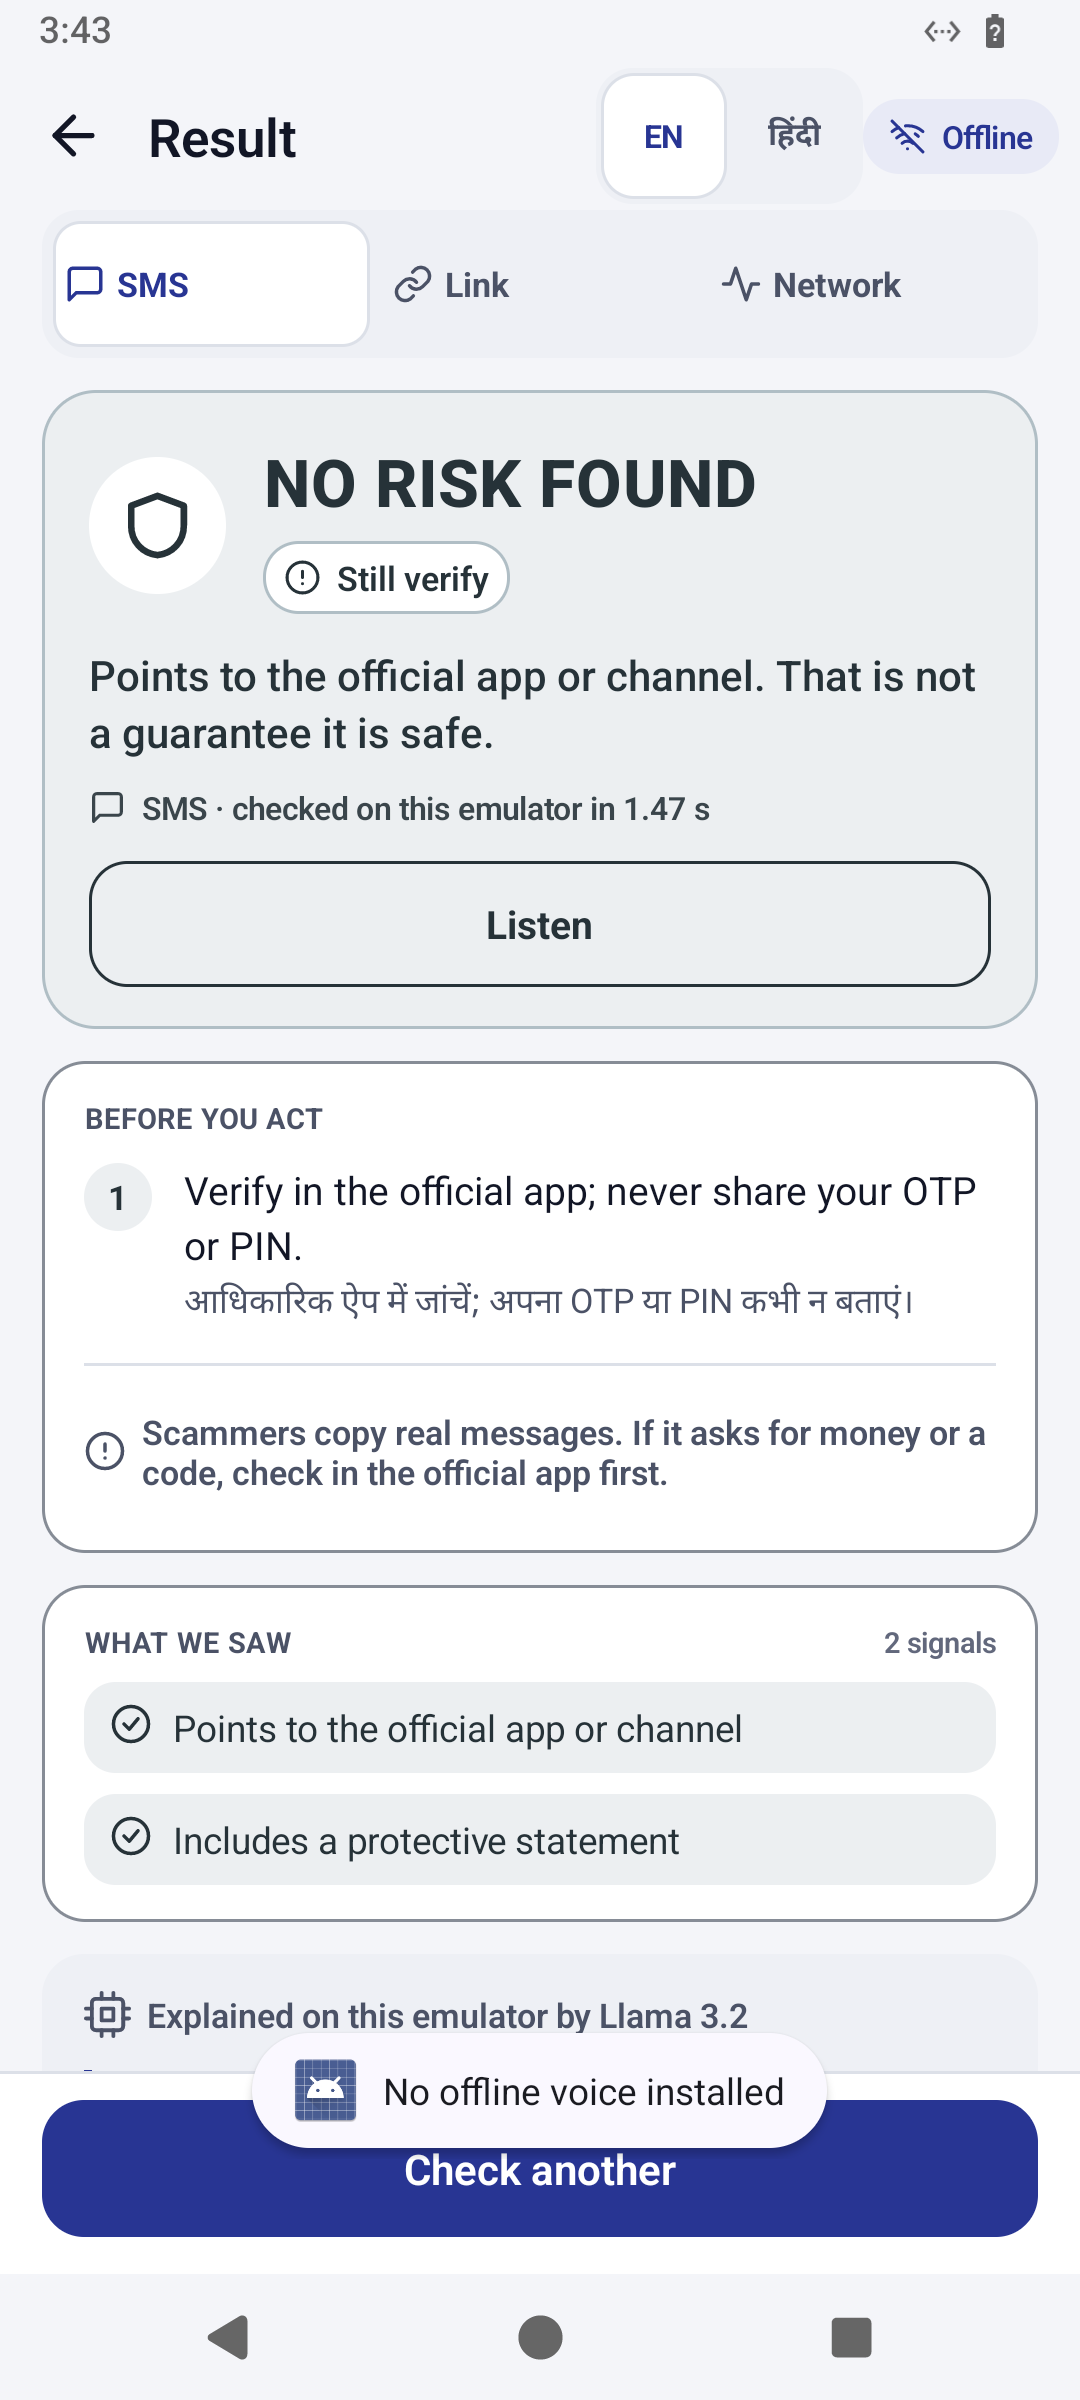 3:43
Result
EN
हिंदी
Offline
SMS
Link
Network
NO RISK FOUND
Still verify
Points to the official app or channel. That is not
a guarantee it is safe.
SMS · checked on this emulator in 1.47 s
Listen
BEFORE YOU ACT
1
Verify in the official app; never share your OTP
or PIN.
आधिकारिक ऐप में जांचें; अपना OTP या PIN कभी न बताएं।
Scammers copy real messages. If it asks for money or a
code, check in the official app first.
WHAT WE SAW
2 signals
Points to the official app or channel
Includes a protective statement
Explained on this emulator by Llama 3.2
No offline voice installed
Check another